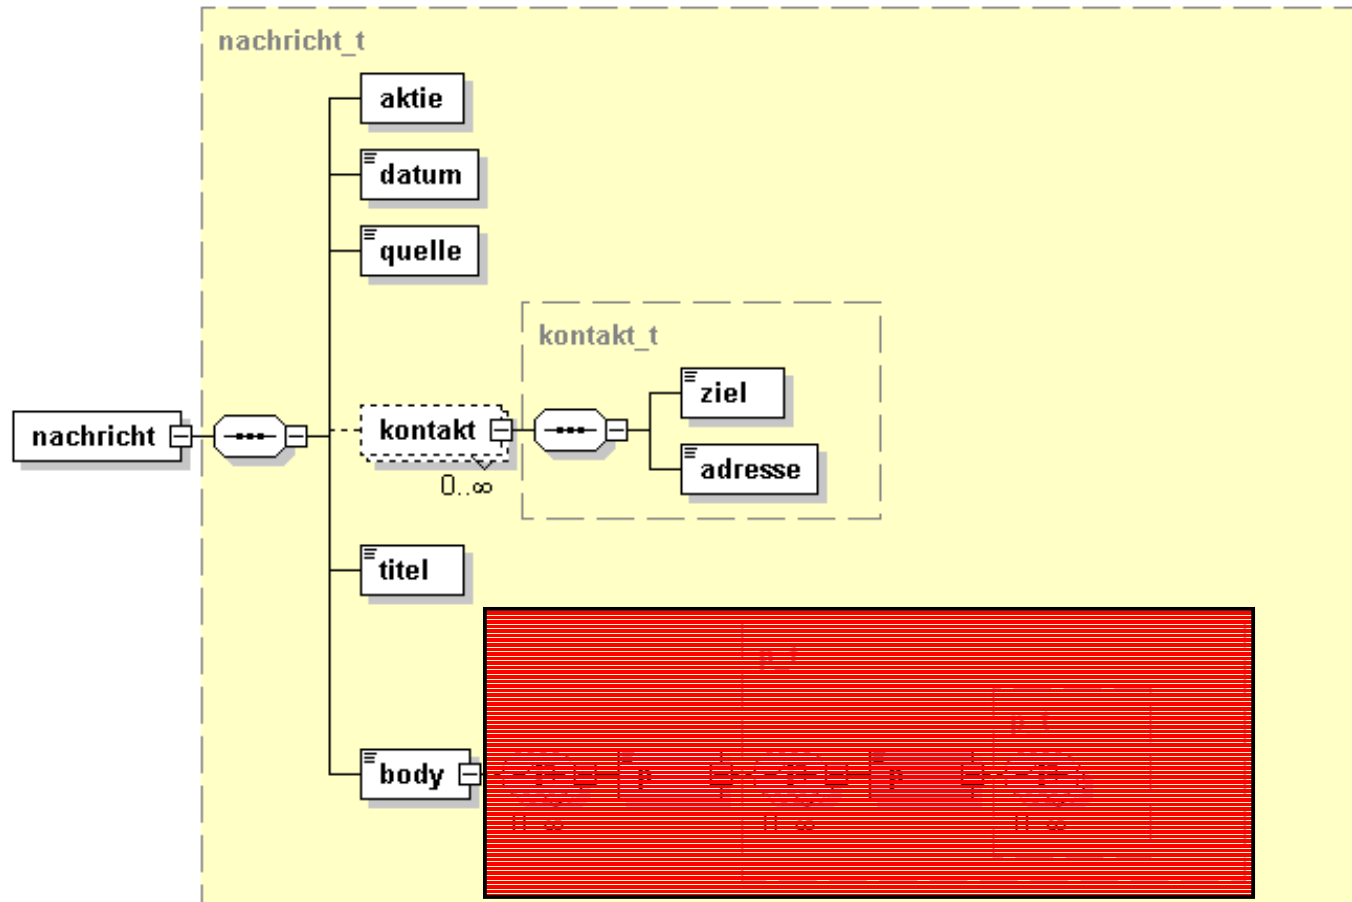 nachricht_t
aktie
datum
quelle
kontakt_t
ziel
nachricht
kontakt
adresse
0..∞
titel
body